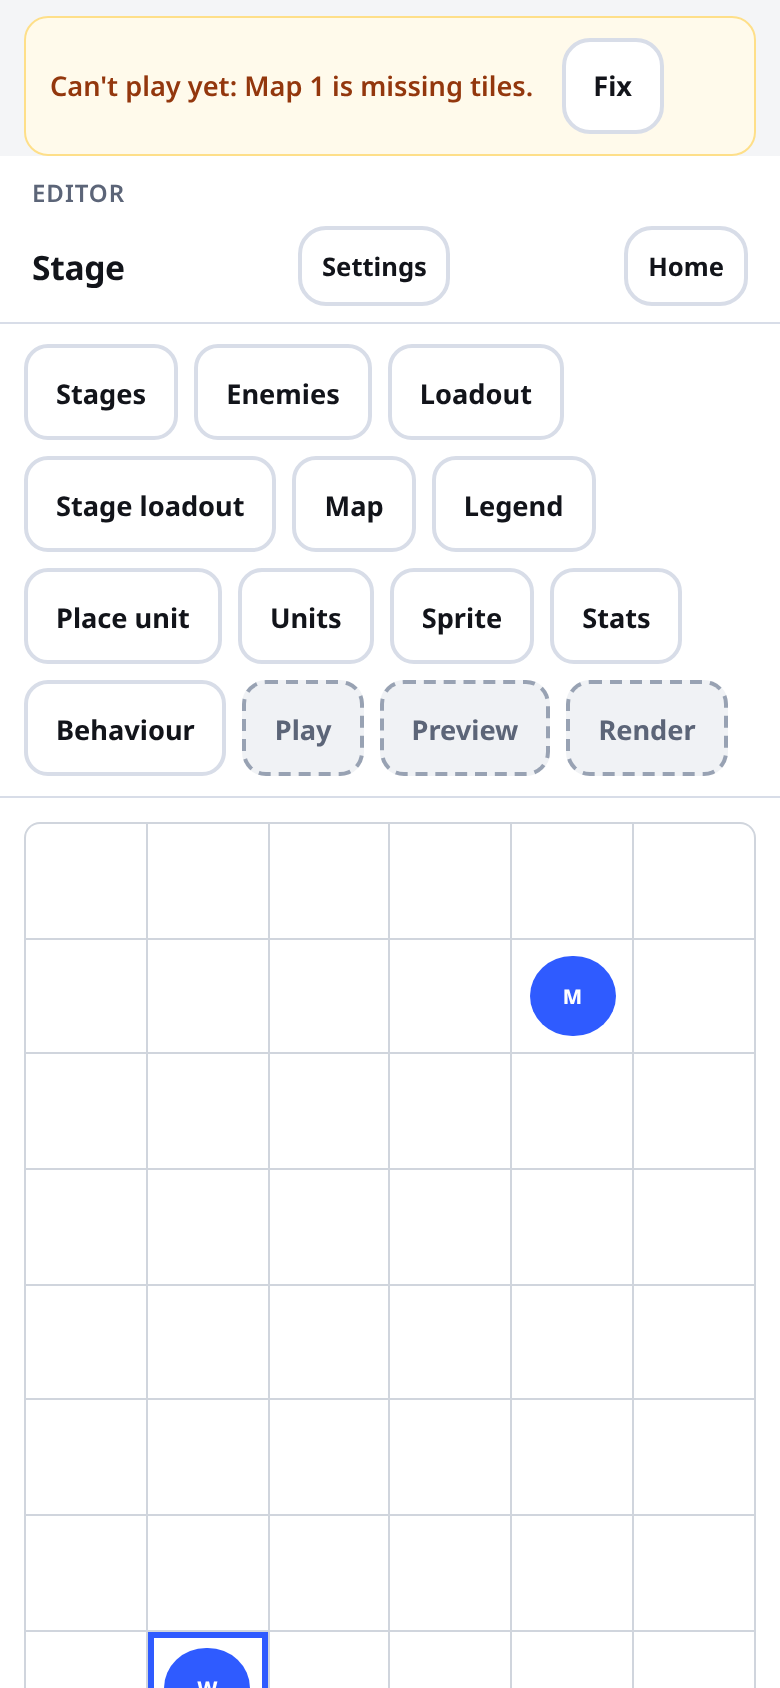 Can't play yet: Map 1 is missing tiles. Fix
EDITOR
Stage Settings Home
Stages Enemies Loadout
Stage loadout Map Legend
Place unit Units Sprite Stats
Behaviour Play Preview Render
M
W